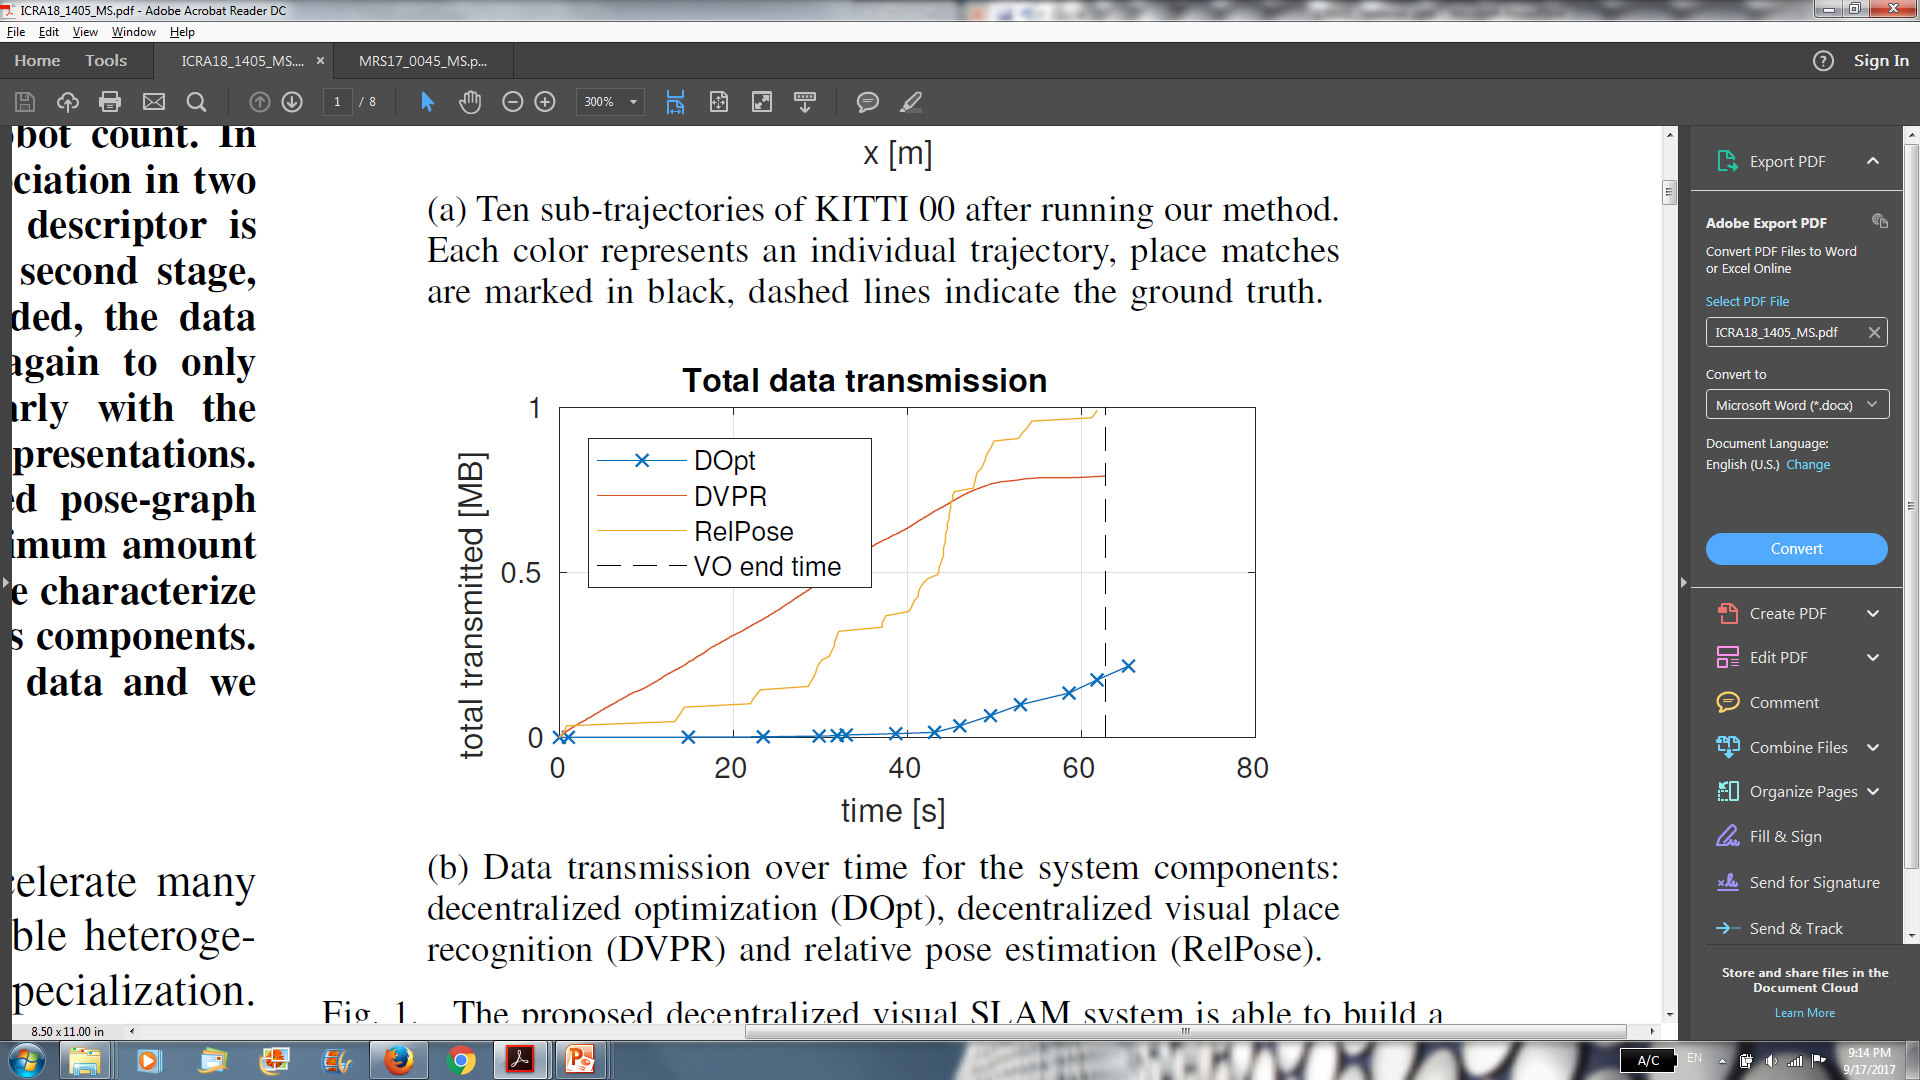 ICRA18_1405_MS.pdf - Adobe Acrobat Reader DC
File Edit View Window Help
Home Tools ICRA18_1405_MS.... × MRS17_0045_MS.p... Sign In
1 / 8 300%
count. In
in two
descriptor is
second stage,
the data
to only
with the
pose-graph
amount
characterize
components.
data and we
many
pecialization.
x [m]
(a) Ten sub-trajectories of KITTI 00 after running our method.
Each color represents an individual trajectory, place matches
are marked in black, dashed lines indicate the ground truth.
Total data transmission
total transmitted [MB]
1
0.5
0
DOpt
DVPR
RelPose
VO end time
0 20 40 60 80
time [s]
(b) Data transmission over time for the system components:
decentralized optimization (DOpt), decentralized visual place
recognition (DVPR) and relative pose estimation (RelPose).
Fig. 1. The proposed decentralized visual SLAM system is able to build a
8.50 x 11.00 in
Export PDF
Adobe Export PDF
Convert PDF Files to Word
or Excel Online
Select PDF File
ICRA18_1405_MS.pdf
Convert to
Microsoft Word (*.docx)
Document Language:
English (U.S.) Change
Convert
Create PDF
Edit PDF
Comment
Combine Files
Organize Pages
Fill & Sign
Send for Signature
Send & Track
Store and share files in the
Document Cloud
Learn More
A/C EN 9:14 PM
9/17/2017